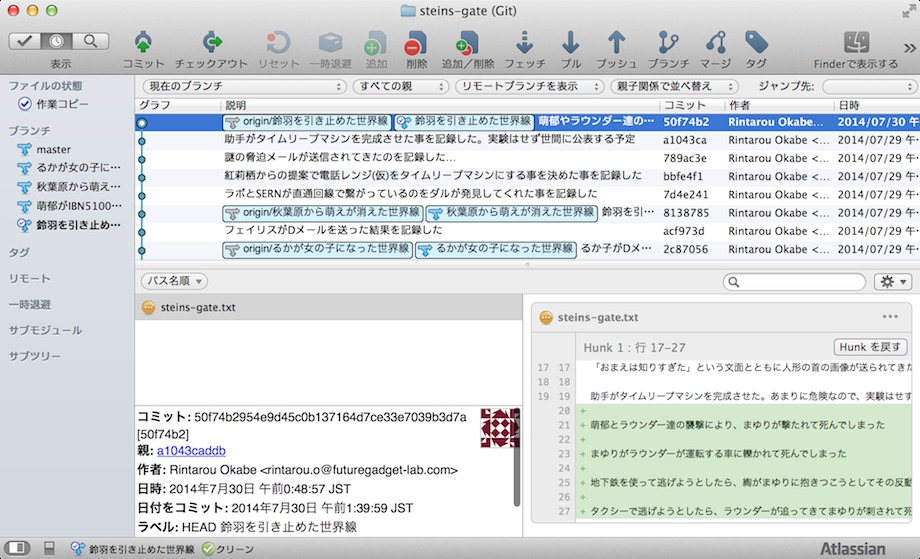 steins-gate (Git)
表示 コミット チェックアウト リセット 一時退避 追加 削除 追加／削除 フェッチ プル プッシュ ブランチ マージ タグ Finderで表示する
ファイルの状態
作業コピー
ブランチ
master
るかが女の子に…
秋葉原から萌え…
萌郁がIBN5100…
鈴羽を引き止め…
タグ
リモート
一時退避
サブモジュール
サブツリー
現在のブランチ すべての親 リモートブランチを表示 親子関係で並べ替え ジャンプ先:
グラフ 説明 コミット 作者 日時
origin/鈴羽を引き止めた世界線 鈴羽を引き止めた世界線 萌郁やラウンダー達の… 50f74b2 Rintarou Okabe… 2014/07/30 午
助手がタイムリープマシンを完成させた事を記録した。実験はせず世間に公表する予定 a1043ca Rintarou Okabe <… 2014/07/29 午
謎の脅迫メールが送信されてきたのを記録した… 789ac3e Rintarou Okabe <… 2014/07/29 午
紅莉栖からの提案で電話レンジ(仮)をタイムリープマシンにする事を決めた事を記録した bbfe4f1 Rintarou Okabe <… 2014/07/29 午
ラボとSERNが直通回線で繋がっているのをダルが発見してくれた事を記録した 7d4e241 Rintarou Okabe <… 2014/07/29 午
origin/秋葉原から萌えが消えた世界線 秋葉原から萌えが消えた世界線 鈴羽を引… 8138785 Rintarou Okabe <… 2014/07/29 午
フェイリスがDメールを送った結果を記録した acf973d Rintarou Okabe <… 2014/07/29 午
origin/るかが女の子になった世界線 るかが女の子になった世界線 るか子がDメ… 2c87056 Rintarou Okabe <… 2014/07/29 午
パス名順
steins-gate.txt
コミット: 50f74b2954e9d45c0b137164d7ce33e7039b3d7a
[50f74b2]
親: a1043caddb
作者: Rintarou Okabe <rintarou.o@futuregadget-lab.com>
日時: 2014年7月30日 午前0:48:57 JST
日付をコミット: 2014年7月30日 午前1:39:59 JST
ラベル: HEAD 鈴羽を引き止めた世界線
steins-gate.txt
Hunk 1 : 行 17-27 Hunk を戻す
17 17 「おまえは知りすぎた」という文面とともに人形の首の画像が送られてきた
18 18
19 19 助手がタイムリープマシンを完成させた。あまりに危険なので、実験はせず
20 +
21 + 萌郁とラウンダー達の襲撃により、まゆりが撃たれて死んでしまった
22 +
23 + まゆりがラウンダーが運転する車に轢かれて死んでしまった
24 +
25 + 地下鉄を使って逃げようとしたら、綯がまゆりに抱きつこうとしてその反動
26 +
27 + タクシーで逃げようとしたら、ラウンダーが追ってきてまゆりが刺されて死
鈴羽を引き止めた世界線 クリーン
Atlassian